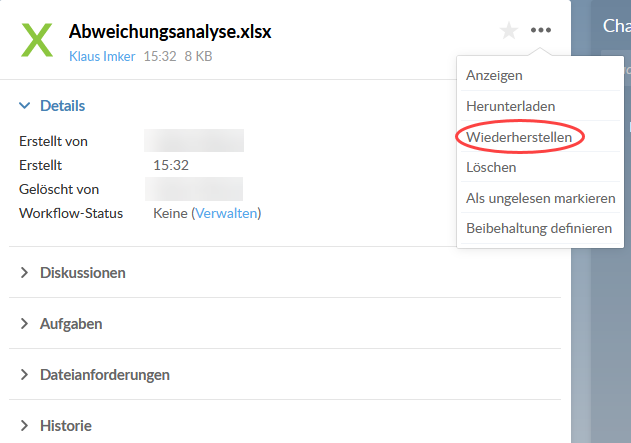 Abweichungsanalyse.xlsx
Klaus Imker 15:32 8 KB
Cha
Anzeigen
Herunterladen
Wiederherstellen
Löschen
Als ungelesen markieren
Beibehaltung definieren
Details
Erstellt von
Erstellt 15:32
Gelöscht von
Workflow-Status Keine (Verwalten)
Diskussionen
Aufgaben
Dateianforderungen
Historie